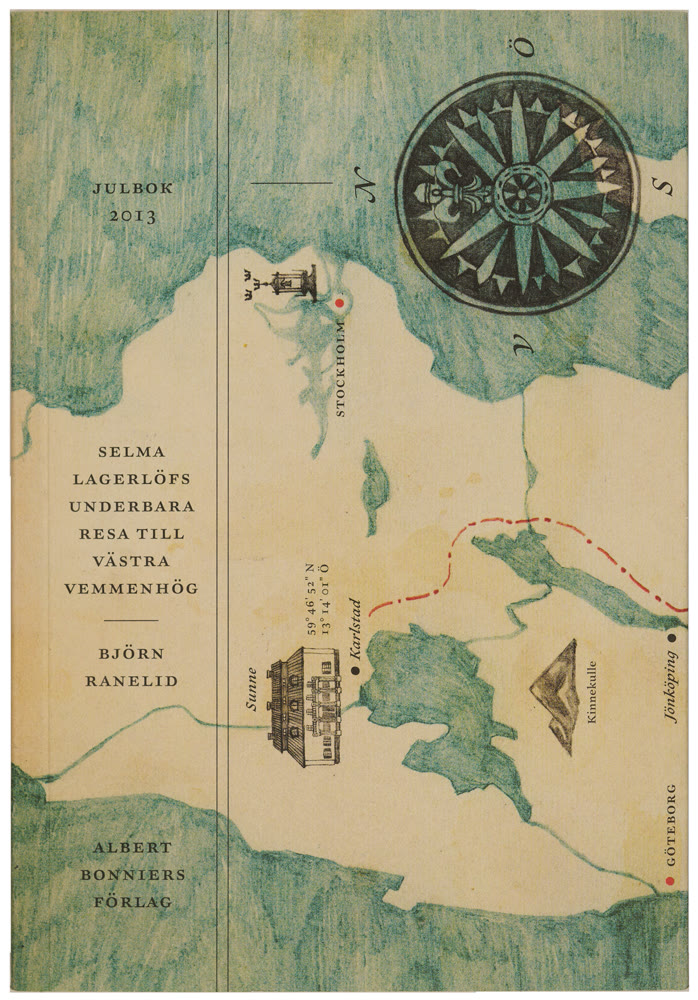 JULBOK
2013
SELMA
LAGERLÖFS
UNDERBARA
RESA TILL
VÄSTRA
VEMMENHÖG
BJÖRN
RANELID
ALBERT
BONNIERS
FÖRLAG
Ö
N
S
V
STOCKHOLM
59° 46' 52" N
13° 14' 01" Ö
Karlstad
Sunne
Kinnekulle
Jönköping
GÖTEBORG